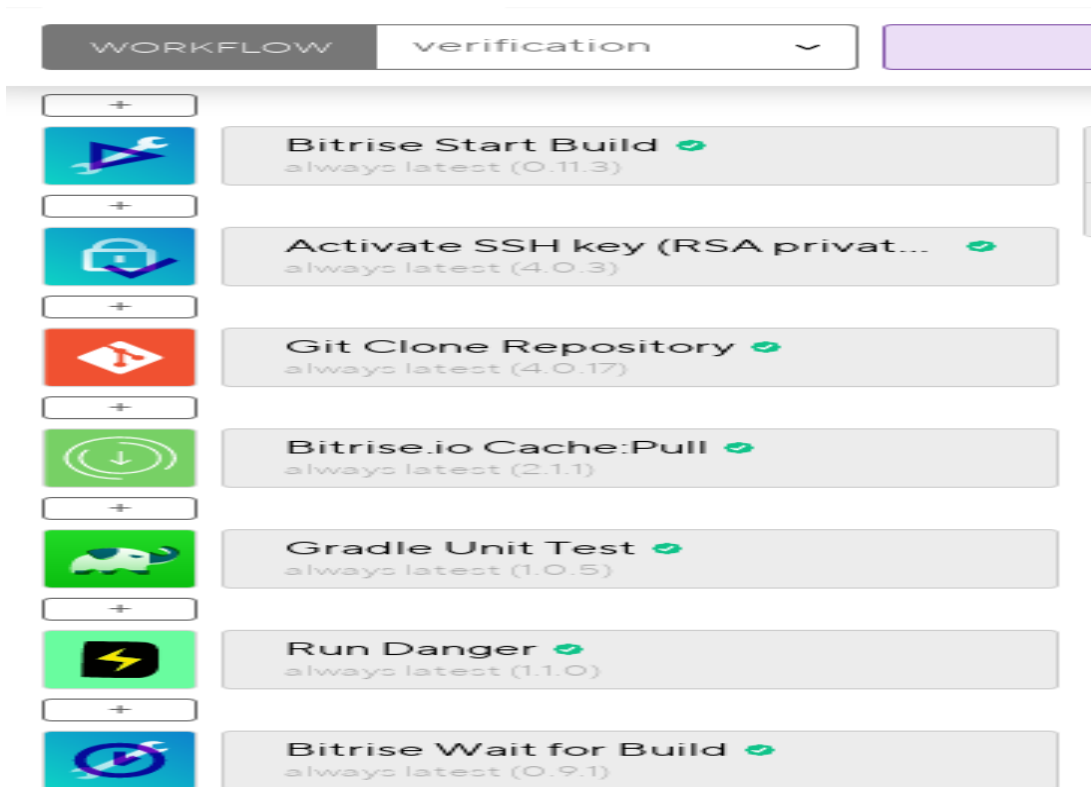 WORKFLOW verification
+
Bitrise Start Build
always latest (0.11.3)
+
Activate SSH key (RSA privat...
always latest (4.0.3)
+
Git Clone Repository
always latest (4.0.17)
+
Bitrise.io Cache:Pull
always latest (2.1.1)
+
Gradle Unit Test
always latest (1.0.5)
+
Run Danger
always latest (1.1.0)
+
Bitrise Wait for Build
always latest (0.9.1)